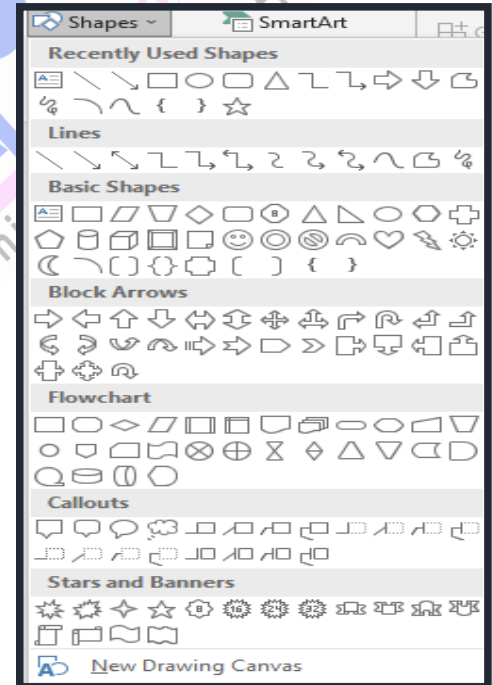 Shapes SmartArt
Recently Used Shapes
Lines
Basic Shapes
Block Arrows
Flowchart
Callouts
Stars and Banners
New Drawing Canvas